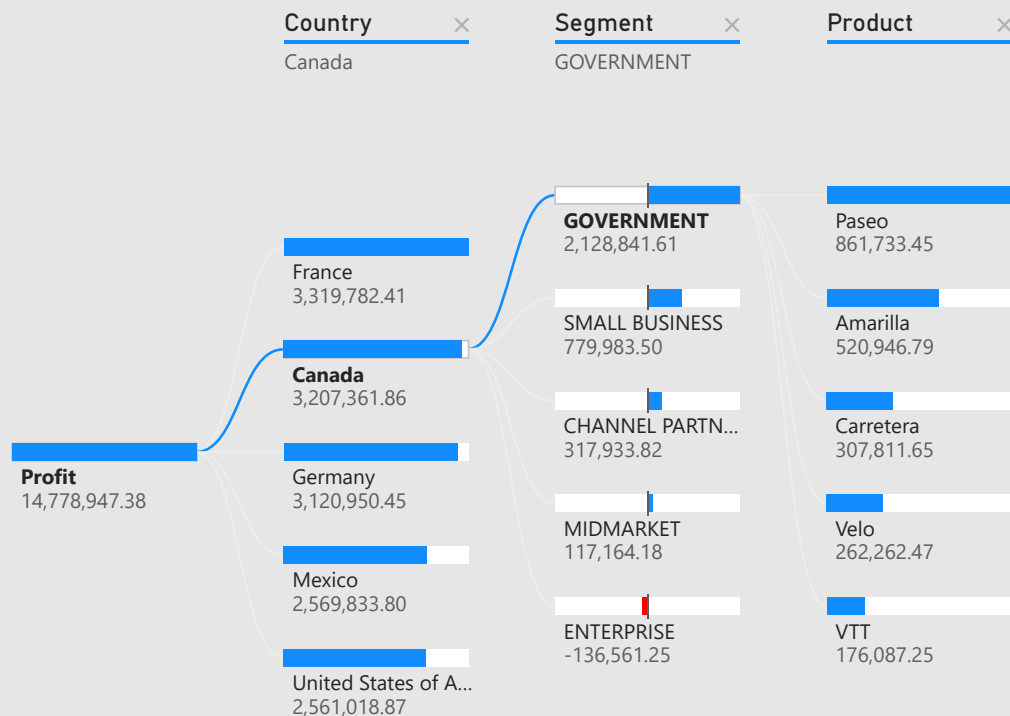 Country
Canada
Segment
GOVERNMENT
Product
Profit
14,778,947.38
France
3,319,782.41
Canada
3,207,361.86
Germany
3,120,950.45
Mexico
2,569,833.80
United States of A...
2,561,018.87
GOVERNMENT
2,128,841.61
SMALL BUSINESS
779,983.50
CHANNEL PARTN...
317,933.82
MIDMARKET
117,164.18
ENTERPRISE
-136,561.25
Paseo
861,733.45
Amarilla
520,946.79
Carretera
307,811.65
Velo
262,262.47
VTT
176,087.25